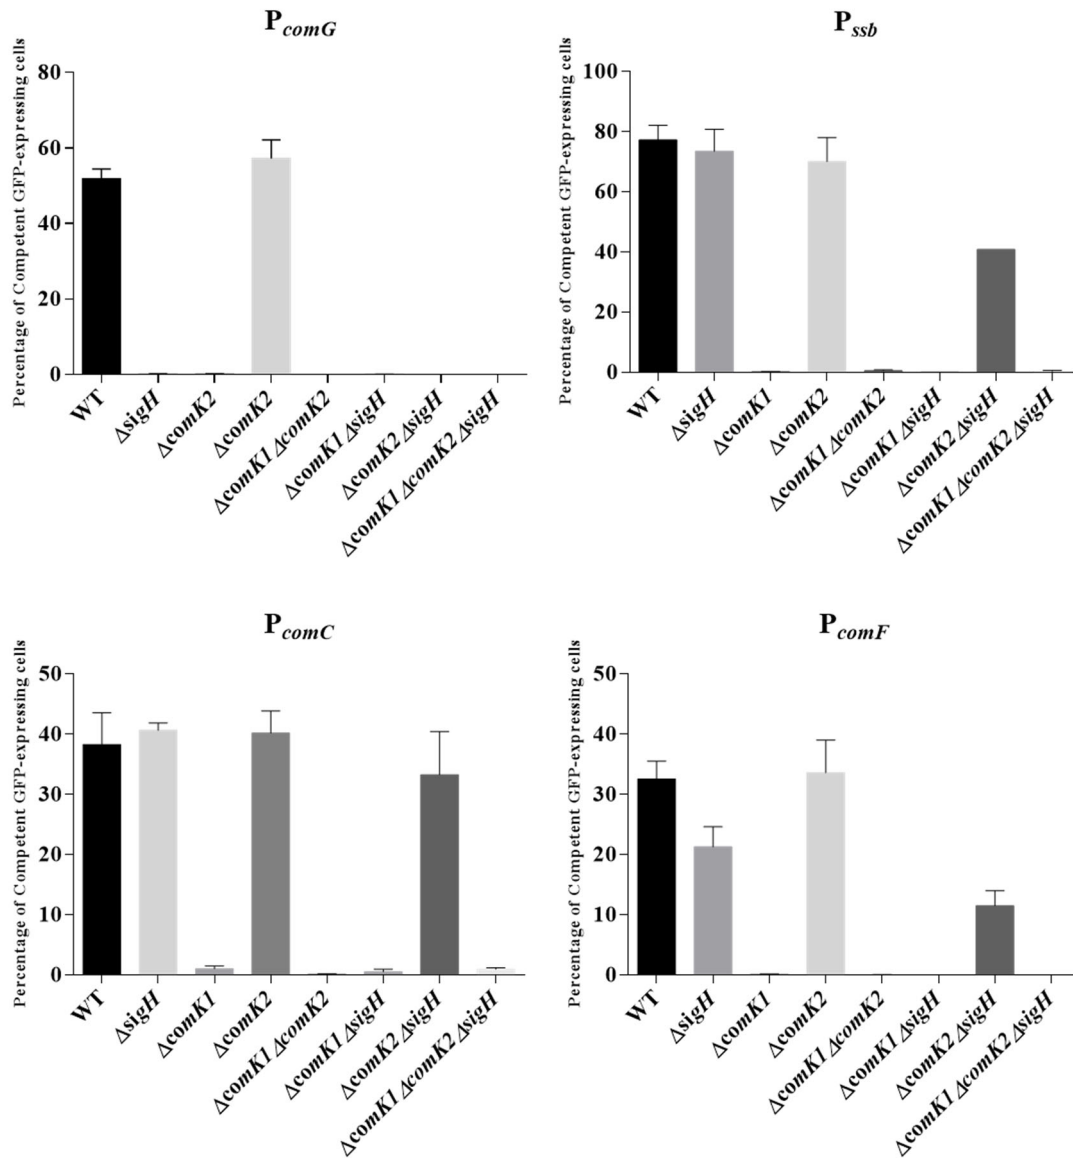 P comG
Percentage of Competent GFP-expressing cells
80
60
40
20
0
WT
ΔsigH
ΔcomK2
ΔcomK2
ΔcomK1 ΔcomK2
ΔcomK1 ΔsigH
ΔcomK2 ΔsigH
ΔcomK1 ΔcomK2 ΔsigH
P ssb
Percentage of Competent GFP-expressing cells
100
80
60
40
20
0
WT
ΔsigH
ΔcomK1
ΔcomK2
ΔcomK1 ΔcomK2
ΔcomK1 ΔsigH
ΔcomK2 ΔsigH
ΔcomK1 ΔcomK2 ΔsigH
P comC
Percentage of Competent GFP-expressing cells
50
40
30
20
10
0
WT
ΔsigH
ΔcomK1
ΔcomK2
ΔcomK1 ΔcomK2
ΔcomK1 ΔsigH
ΔcomK2 ΔsigH
ΔcomK1 ΔcomK2 ΔsigH
P comF
Percentage of Competent GFP-expressing cells
50
40
30
20
10
0
WT
ΔsigH
ΔcomK1
ΔcomK2
ΔcomK1 ΔcomK2
ΔcomK1 ΔsigH
ΔcomK2 ΔsigH
ΔcomK1 ΔcomK2 ΔsigH